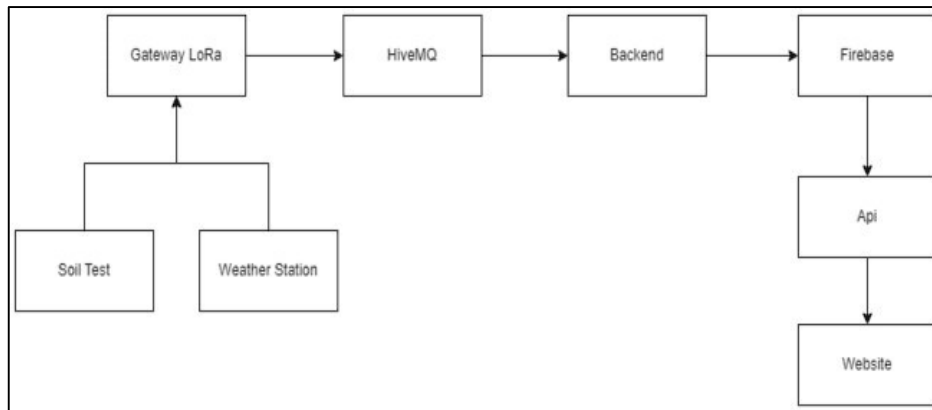 Gateway LoRa
HiveMQ
Backend
Firebase
Api
Soil Test
Weather Station
Website